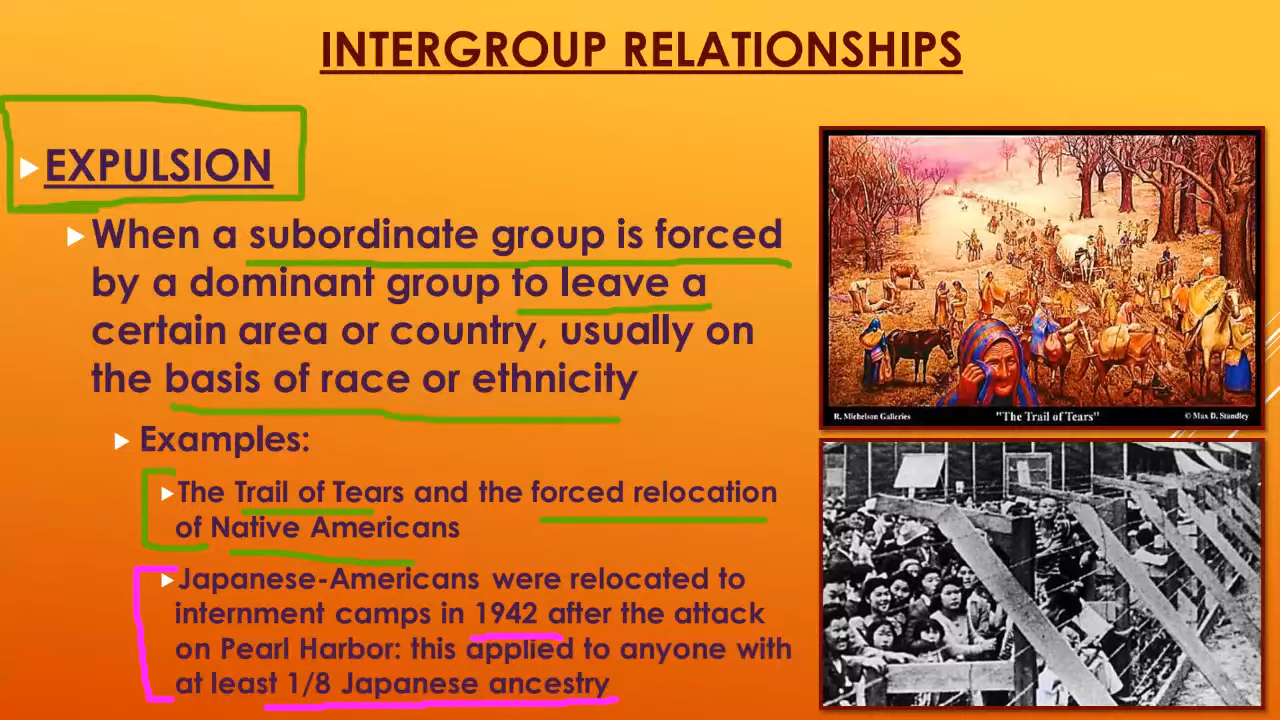 INTERGROUP RELATIONSHIPS
EXPULSION
When a subordinate group is forced
by a dominant group to leave a
certain area or country, usually on
the basis of race or ethnicity
Examples:
The Trail of Tears and the forced relocation
of Native Americans
Japanese-Americans were relocated to
internment camps in 1942 after the attack
on Pearl Harbor: this applied to anyone with
at least 1/8 Japanese ancestry
R. Michelson Galleries
"The Trail of Tears"
© Max D. Standley